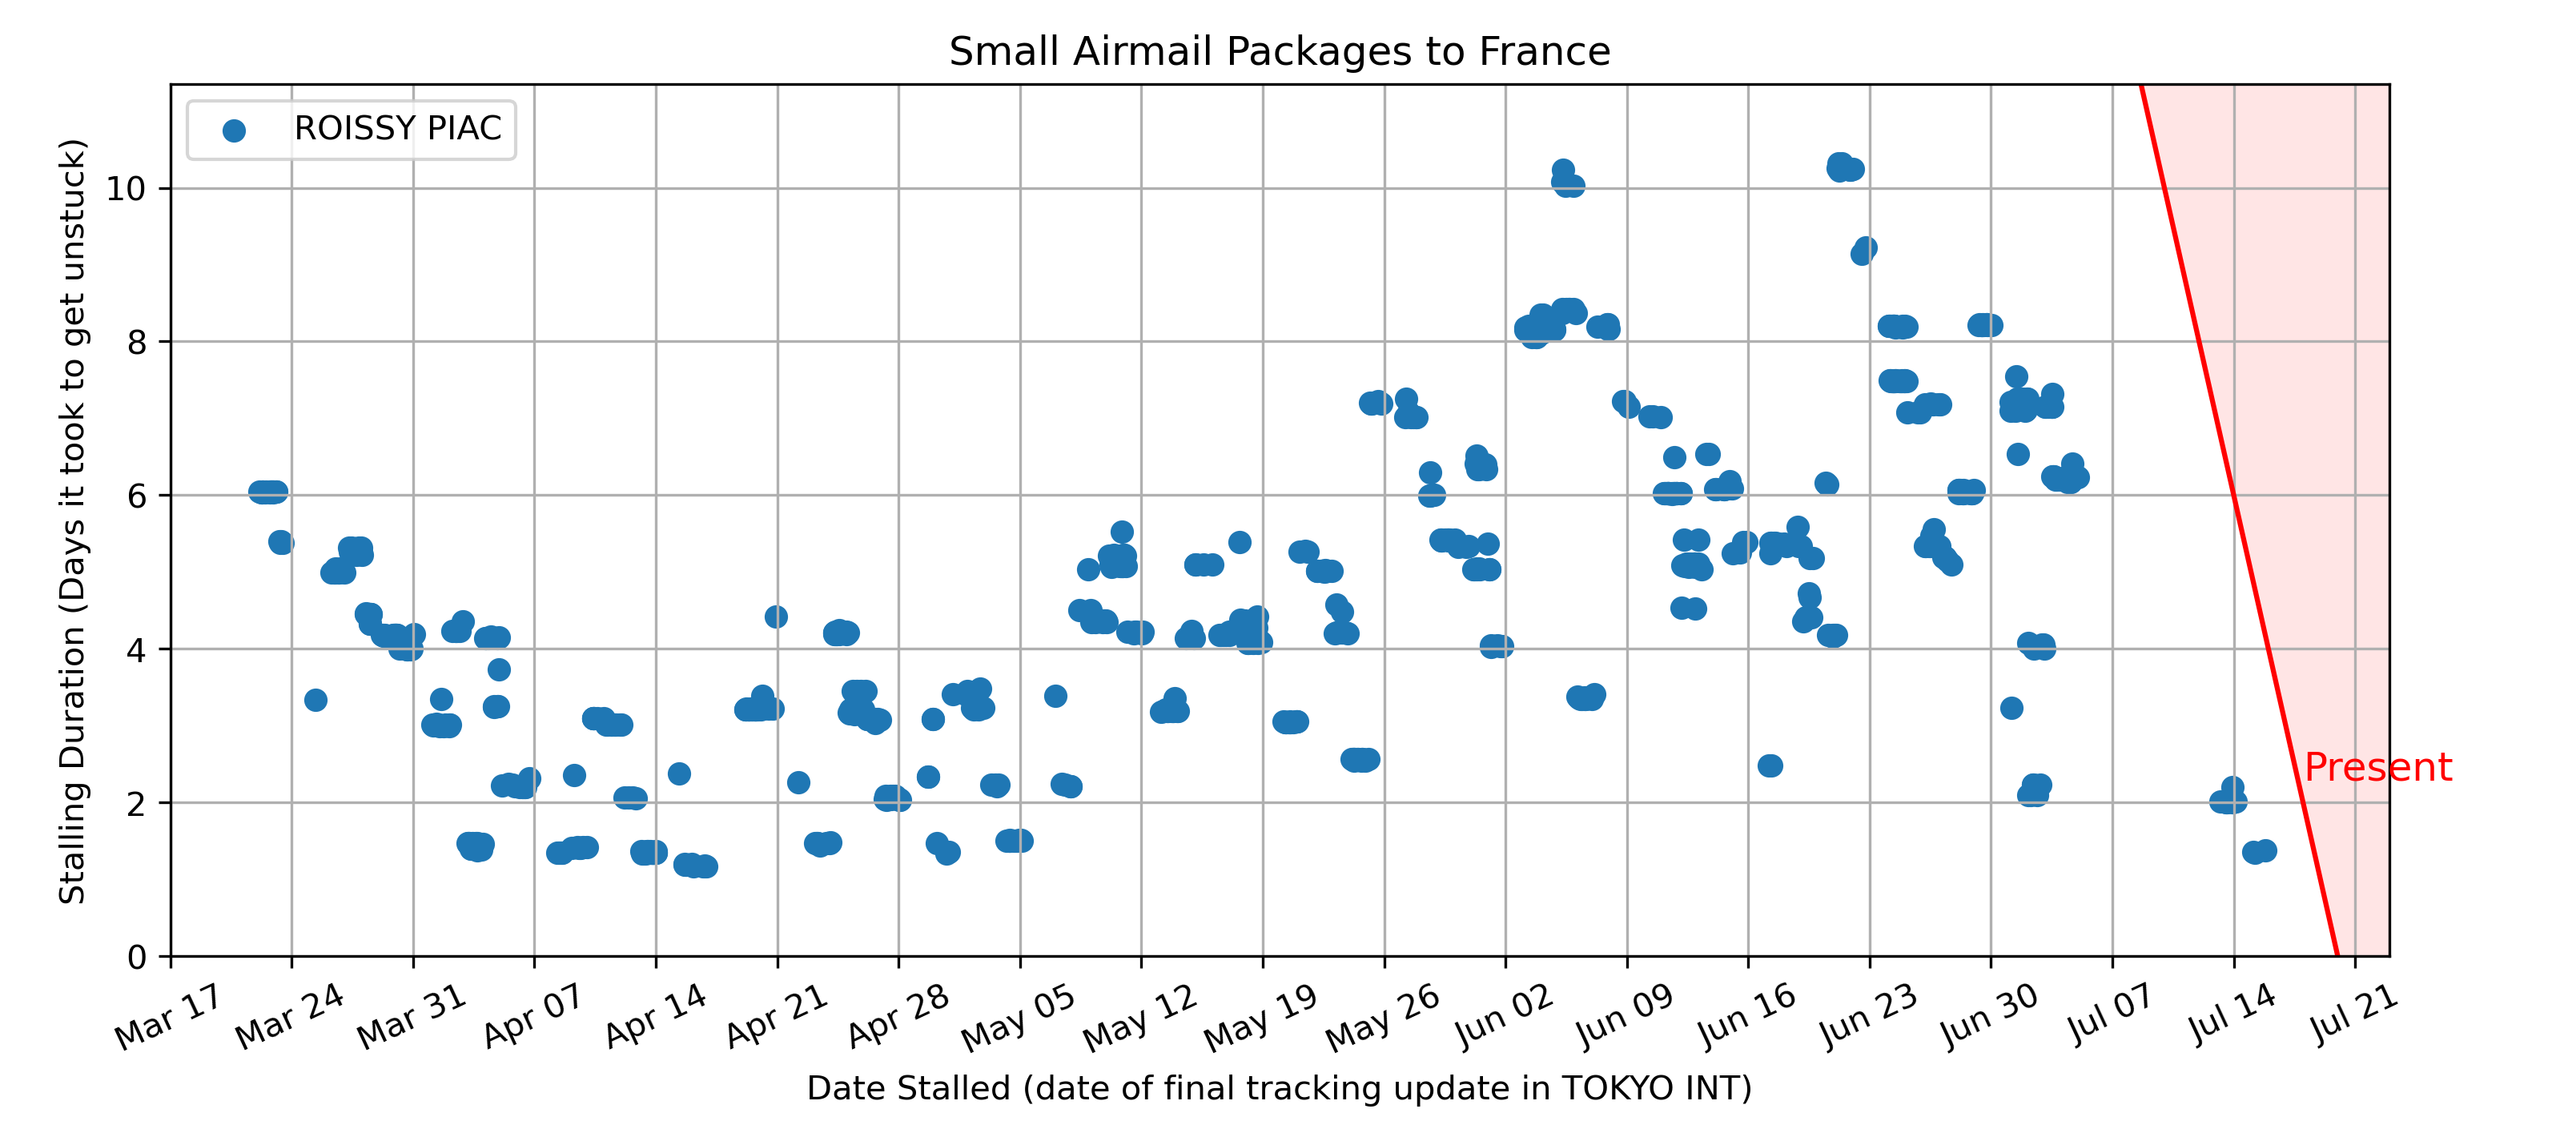 Small Airmail Packages to France
ROISSY PIAC
Stalling Duration (Days it took to get unstuck)
10
8
6
4
2
0
Present
Mar 17
Mar 24
Mar 31
Apr 07
Apr 14
Apr 21
Apr 28
May 05
May 12
May 19
May 26
Jun 02
Jun 09
Jun 16
Jun 23
Jun 30
Jul 07
Jul 14
Jul 21
Date Stalled (date of final tracking update in TOKYO INT)